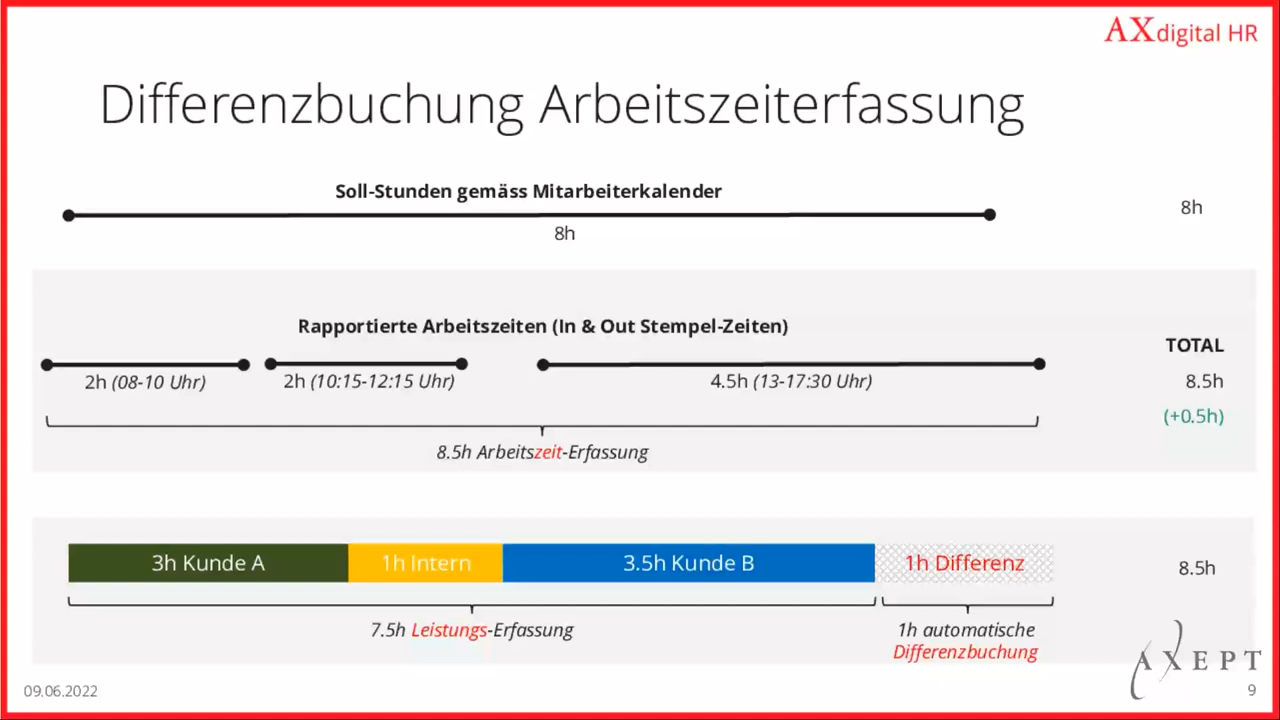 AXdigital HR
Differenzbuchung Arbeitszeiterfassung
Soll-Stunden gemäss Mitarbeiterkalender
8h
8h
Rapportierte Arbeitszeiten (In & Out Stempel-Zeiten)
TOTAL
2h (08-10 Uhr)
2h (10:15-12:15 Uhr)
4.5h (13-17:30 Uhr)
8.5h
(+0.5h)
8.5h Arbeitszeit-Erfassung
3h Kunde A
1h Intern
3.5h Kunde B
1h Differenz
8.5h
7.5h Leistungs-Erfassung
1h automatische
Differenzbuchung
AXEPT
09.06.2022
9